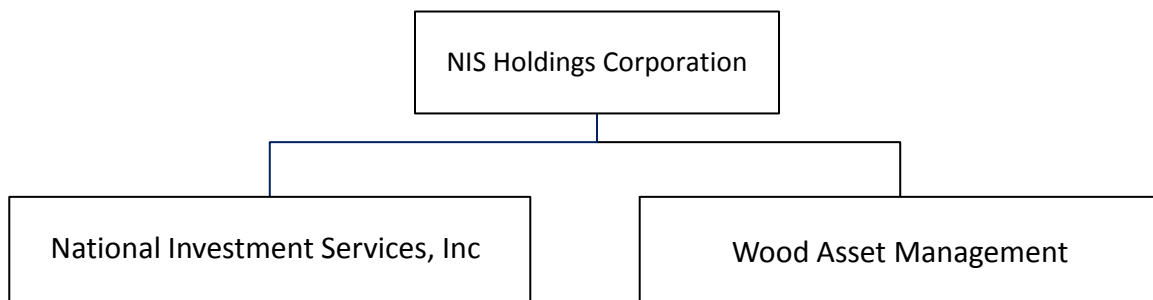 NIS Holdings Corporation
National Investment Services, Inc
Wood Asset Management